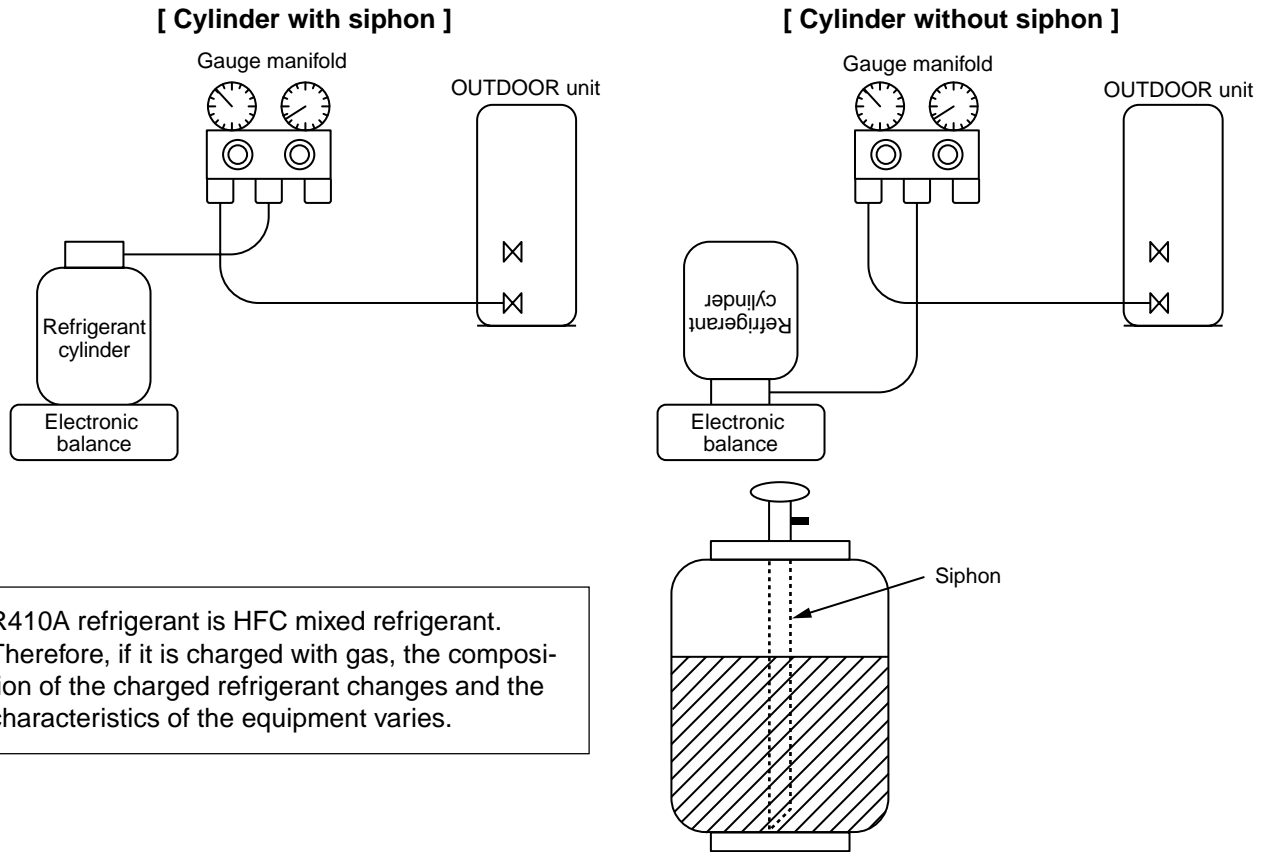 [ Cylinder with siphon ]
Gauge manifold
OUTDOOR unit
Refrigerant
cylinder
Electronic
balance
[ Cylinder without siphon ]
Gauge manifold
OUTDOOR unit
Refrigerant
cylinder
Electronic
balance
Siphon
R410A refrigerant is HFC mixed refrigerant.
Therefore, if it is charged with gas, the composi-
tion of the charged refrigerant changes and the
characteristics of the equipment varies.